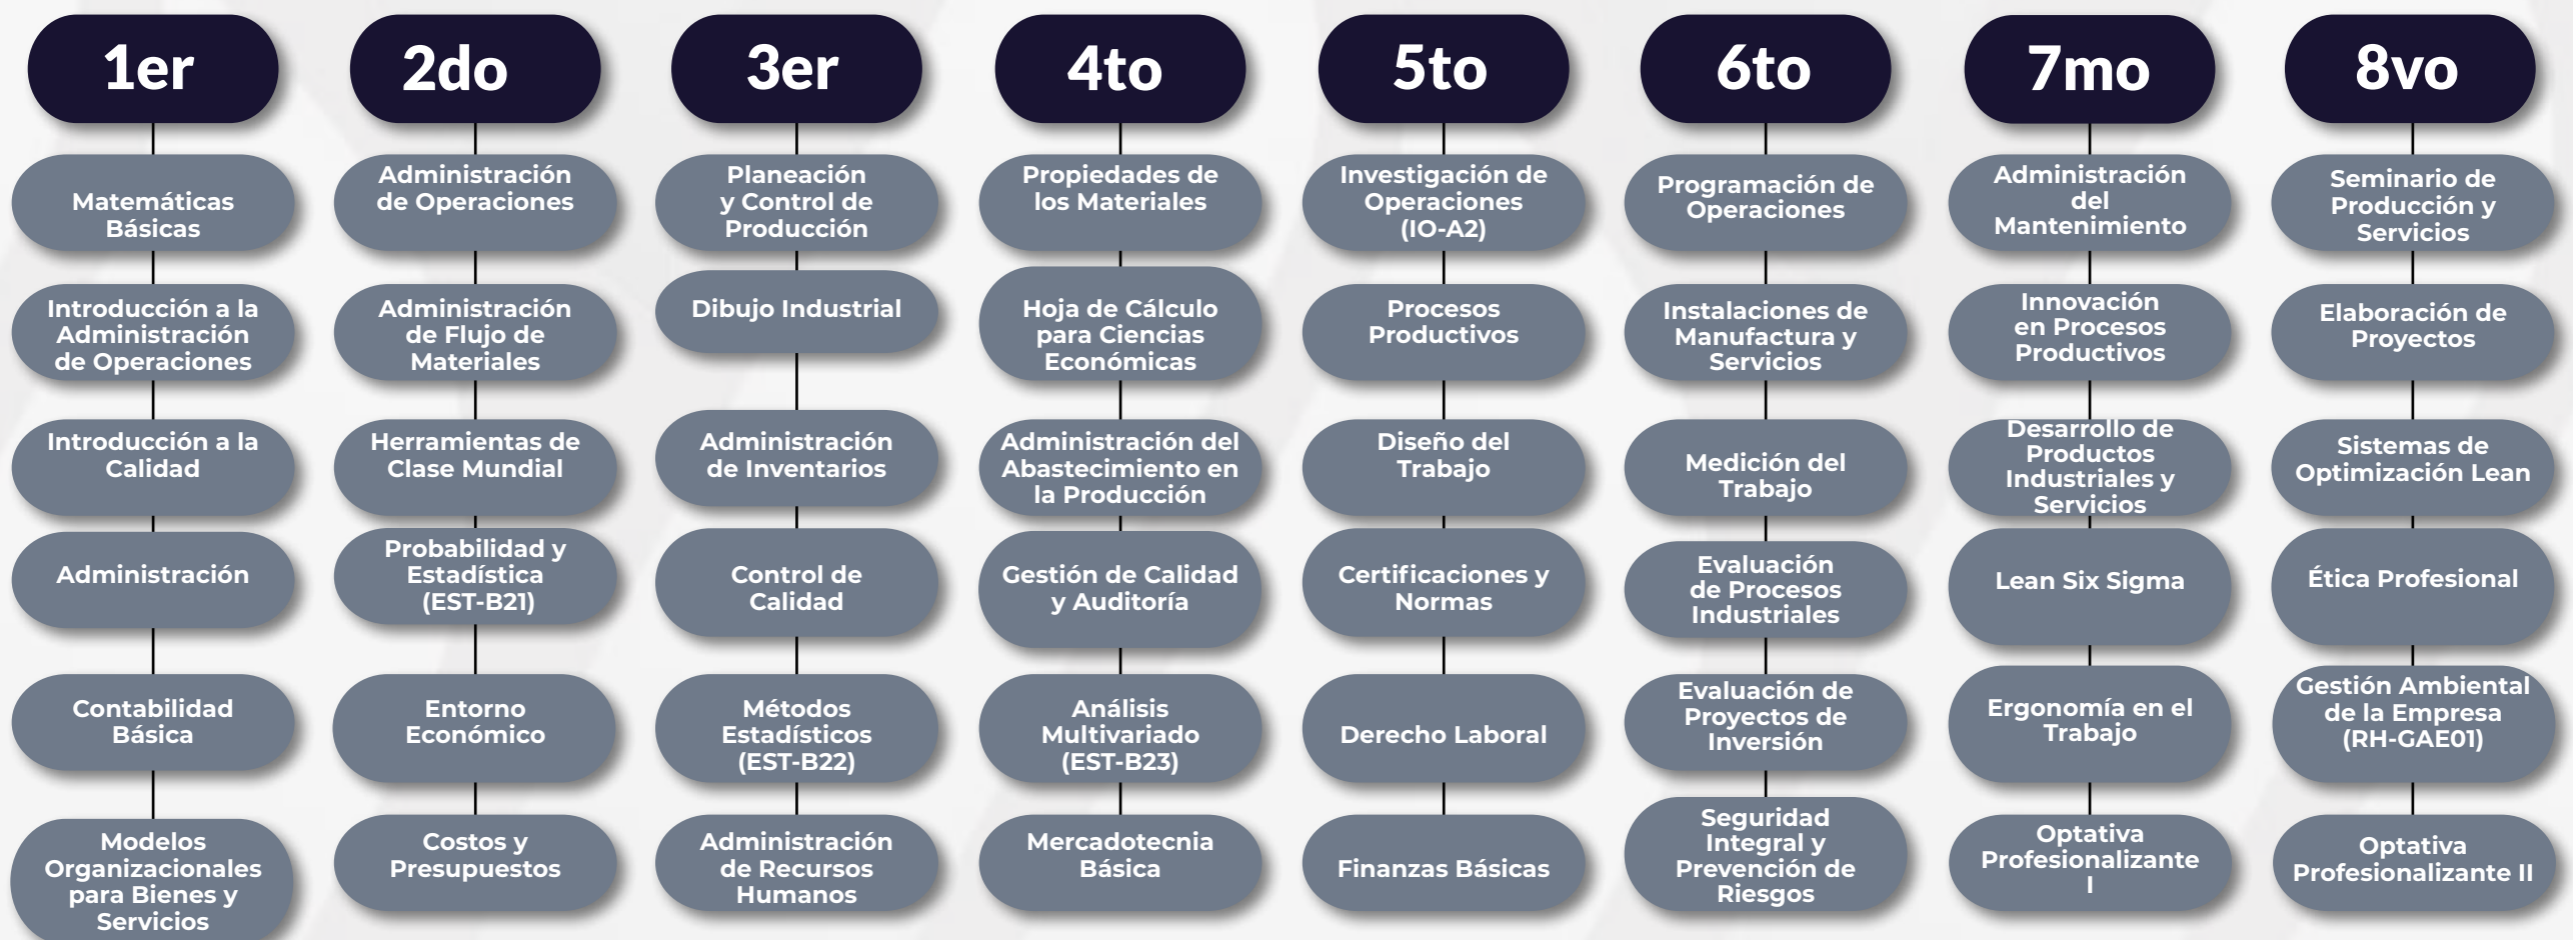 1er
Matemáticas
Básicas
Introducción a la
Administración
de Operaciones
Introducción a la
Calidad
Administración
Contabilidad
Básica
Modelos
Organizacionales
para Bienes y
Servicios
2do
Administración
de Operaciones
Administración
de Flujo de
Materiales
Herramientas de
Clase Mundial
Probabilidad y
Estadística
(EST-B21)
Entorno
Económico
Costos y
Presupuestos
3er
Planeación
y Control de
Producción
Dibujo Industrial
Administración
de Inventarios
Control de
Calidad
Métodos
Estadísticos
(EST-B22)
Administración
de Recursos
Humanos
4to
Propiedades de
los Materiales
Hoja de Cálculo
para Ciencias
Económicas
Administración del
Abastecimiento en
la Producción
Gestión de Calidad
y Auditoría
Análisis
Multivariado
(EST-B23)
Mercadotecnia
Básica
5to
Investigación de
Operaciones
(IO-A2)
Procesos
Productivos
Diseño del
Trabajo
Certificaciones y
Normas
Derecho Laboral
Finanzas Básicas
6to
Programación de
Operaciones
Instalaciones de
Manufactura y
Servicios
Medición del
Trabajo
Evaluación
de Procesos
Industriales
Evaluación de
Proyectos de
Inversión
Seguridad
Integral y
Prevención de
Riesgos
7mo
Administración
del
Mantenimiento
Innovación
en Procesos
Productivos
Desarrollo de
Productos
Industriales y
Servicios
Lean Six Sigma
Ergonomía en el
Trabajo
Optativa
Profesionalizante
I
8vo
Seminario de
Producción y
Servicios
Elaboración de
Proyectos
Sistemas de
Optimización Lean
Ética Profesional
Gestión Ambiental
de la Empresa
(RH-GAE01)
Optativa
Profesionalizante II